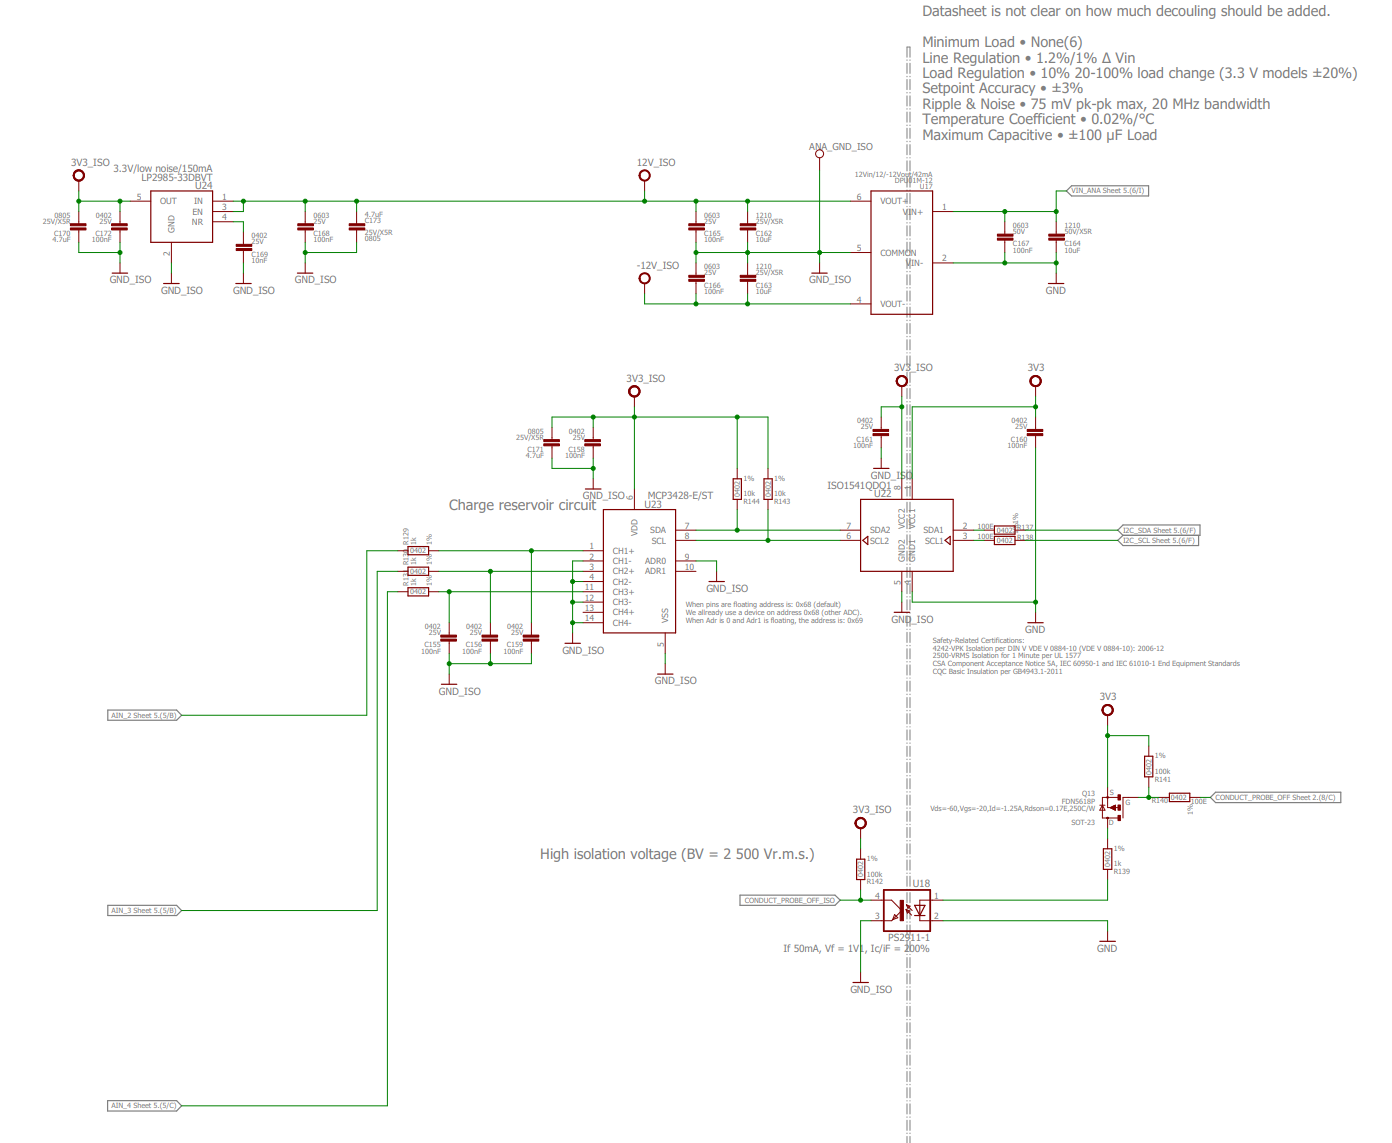 Datasheet is not clear on how much decouling should be added.
Minimum Load • None(6)
Line Regulation • 1.2%/1% Δ Vin
Load Regulation • 10% 20-100% load change (3.3 V models ±20%)
Setpoint Accuracy • ±3%
Ripple & Noise • 75 mV pk-pk max, 20 MHz bandwidth
Temperature Coefficient • 0.02%/°C
Maximum Capacitive • ±100 µF Load
3V3_ISO
3.3V/low noise/150mA
LP2985-33DBVT
U24
5
OUT
IN
1
EN
3
NR
4
GND
2
0805
25V/X5R
C170
4.7uF
0402
25V
C172
100nF
GND_ISO
GND_ISO
0402
25V
C169
10nF
GND_ISO
0603
25V
C168
100nF
4.7uF
C173
25V/X5R
0805
GND_ISO
12V_ISO
-12V_ISO
0603
25V
C165
100nF
1210
25V/X5R
C162
10uF
0603
25V
C166
100nF
1210
25V/X5R
C163
10uF
ANA_GND_ISO
GND_ISO
12Vin/12/-12Vout/42mA
DPU01M-12
U17
6
VOUT+
5
COMMON
4
VOUT-
VIN+
1
VIN-
2
VIN_ANA Sheet 5.(6/I)
0603
50V
C167
100nF
1210
50V/X5R
C164
10uF
GND
3V3_ISO
0805
25V/X5R
C171
4.7uF
0402
25V
C158
100nF
GND_ISO
1%
10k
R144
0402
1%
10k
R143
0402
Charge reservoir circuit
MCP3428-E/ST
U23
6
VDD
SDA
7
SCL
8
ADR0
9
ADR1
10
VSS
5
1
CH1+
2
CH1-
3
CH2+
4
CH2-
11
CH3+
12
CH3-
13
CH4+
14
CH4-
GND_ISO
GND_ISO
GND_ISO
When pins are floating address is: 0x68 (default)
We allready use a device on address 0x68 (other ADC).
When Adr is 0 and Adr1 is floating, the address is: 0x69
R129
1k
1%
0402
1k
1%
0402
1k
1%
0402
0402
25V
C155
100nF
0402
25V
C156
100nF
0402
25V
C159
100nF
GND_ISO
3V3_ISO
3V3
0402
25V
C161
100nF
GND_ISO
0402
25V
C160
100nF
ISO1541QDQ1
U22
8
VCC2
VCC1
7
SDA2
6
SCL2
SDA1
2
SCL1
3
GND2
GND1
5
4
100E
0402
R137
100E
0402
R138
I2C_SDA Sheet 5.(6/F)
I2C_SCL Sheet 5.(6/F)
GND_ISO
GND
Safety-Related Certifications:
4242-VPK Isolation per DIN V VDE V 0884-10 (VDE V 0884-10): 2006-12
2500-VRMS Isolation for 1 Minute per UL 1577
CSA Component Acceptance Notice 5A, IEC 60950-1 and IEC 61010-1 End Equipment Standards
CQC Basic Insulation per GB4943.1-2011
AIN_2 Sheet 5.(5/B)
AIN_3 Sheet 5.(5/B)
AIN_4 Sheet 5.(5/C)
3V3
1%
100k
R141
0402
Q13
FDN5618P
Vds=-60,Vgs=-20,Id=-1.25A,Rdson=0.17E,250C/W
SOT-23
S
G
D
R140
0402
100E
1%
CONDUCT_PROBE_OFF Sheet 2.(8/C)
1%
1k
R139
0402
3V3_ISO
1%
100k
R142
0402
High isolation voltage (BV = 2 500 Vr.m.s.)
CONDUCT_PROBE_OFF_ISO
U18
4
3
1
2
PS2911-1
If 50mA, Vf = 1V1, Ic/iF = 200%
GND
GND_ISO